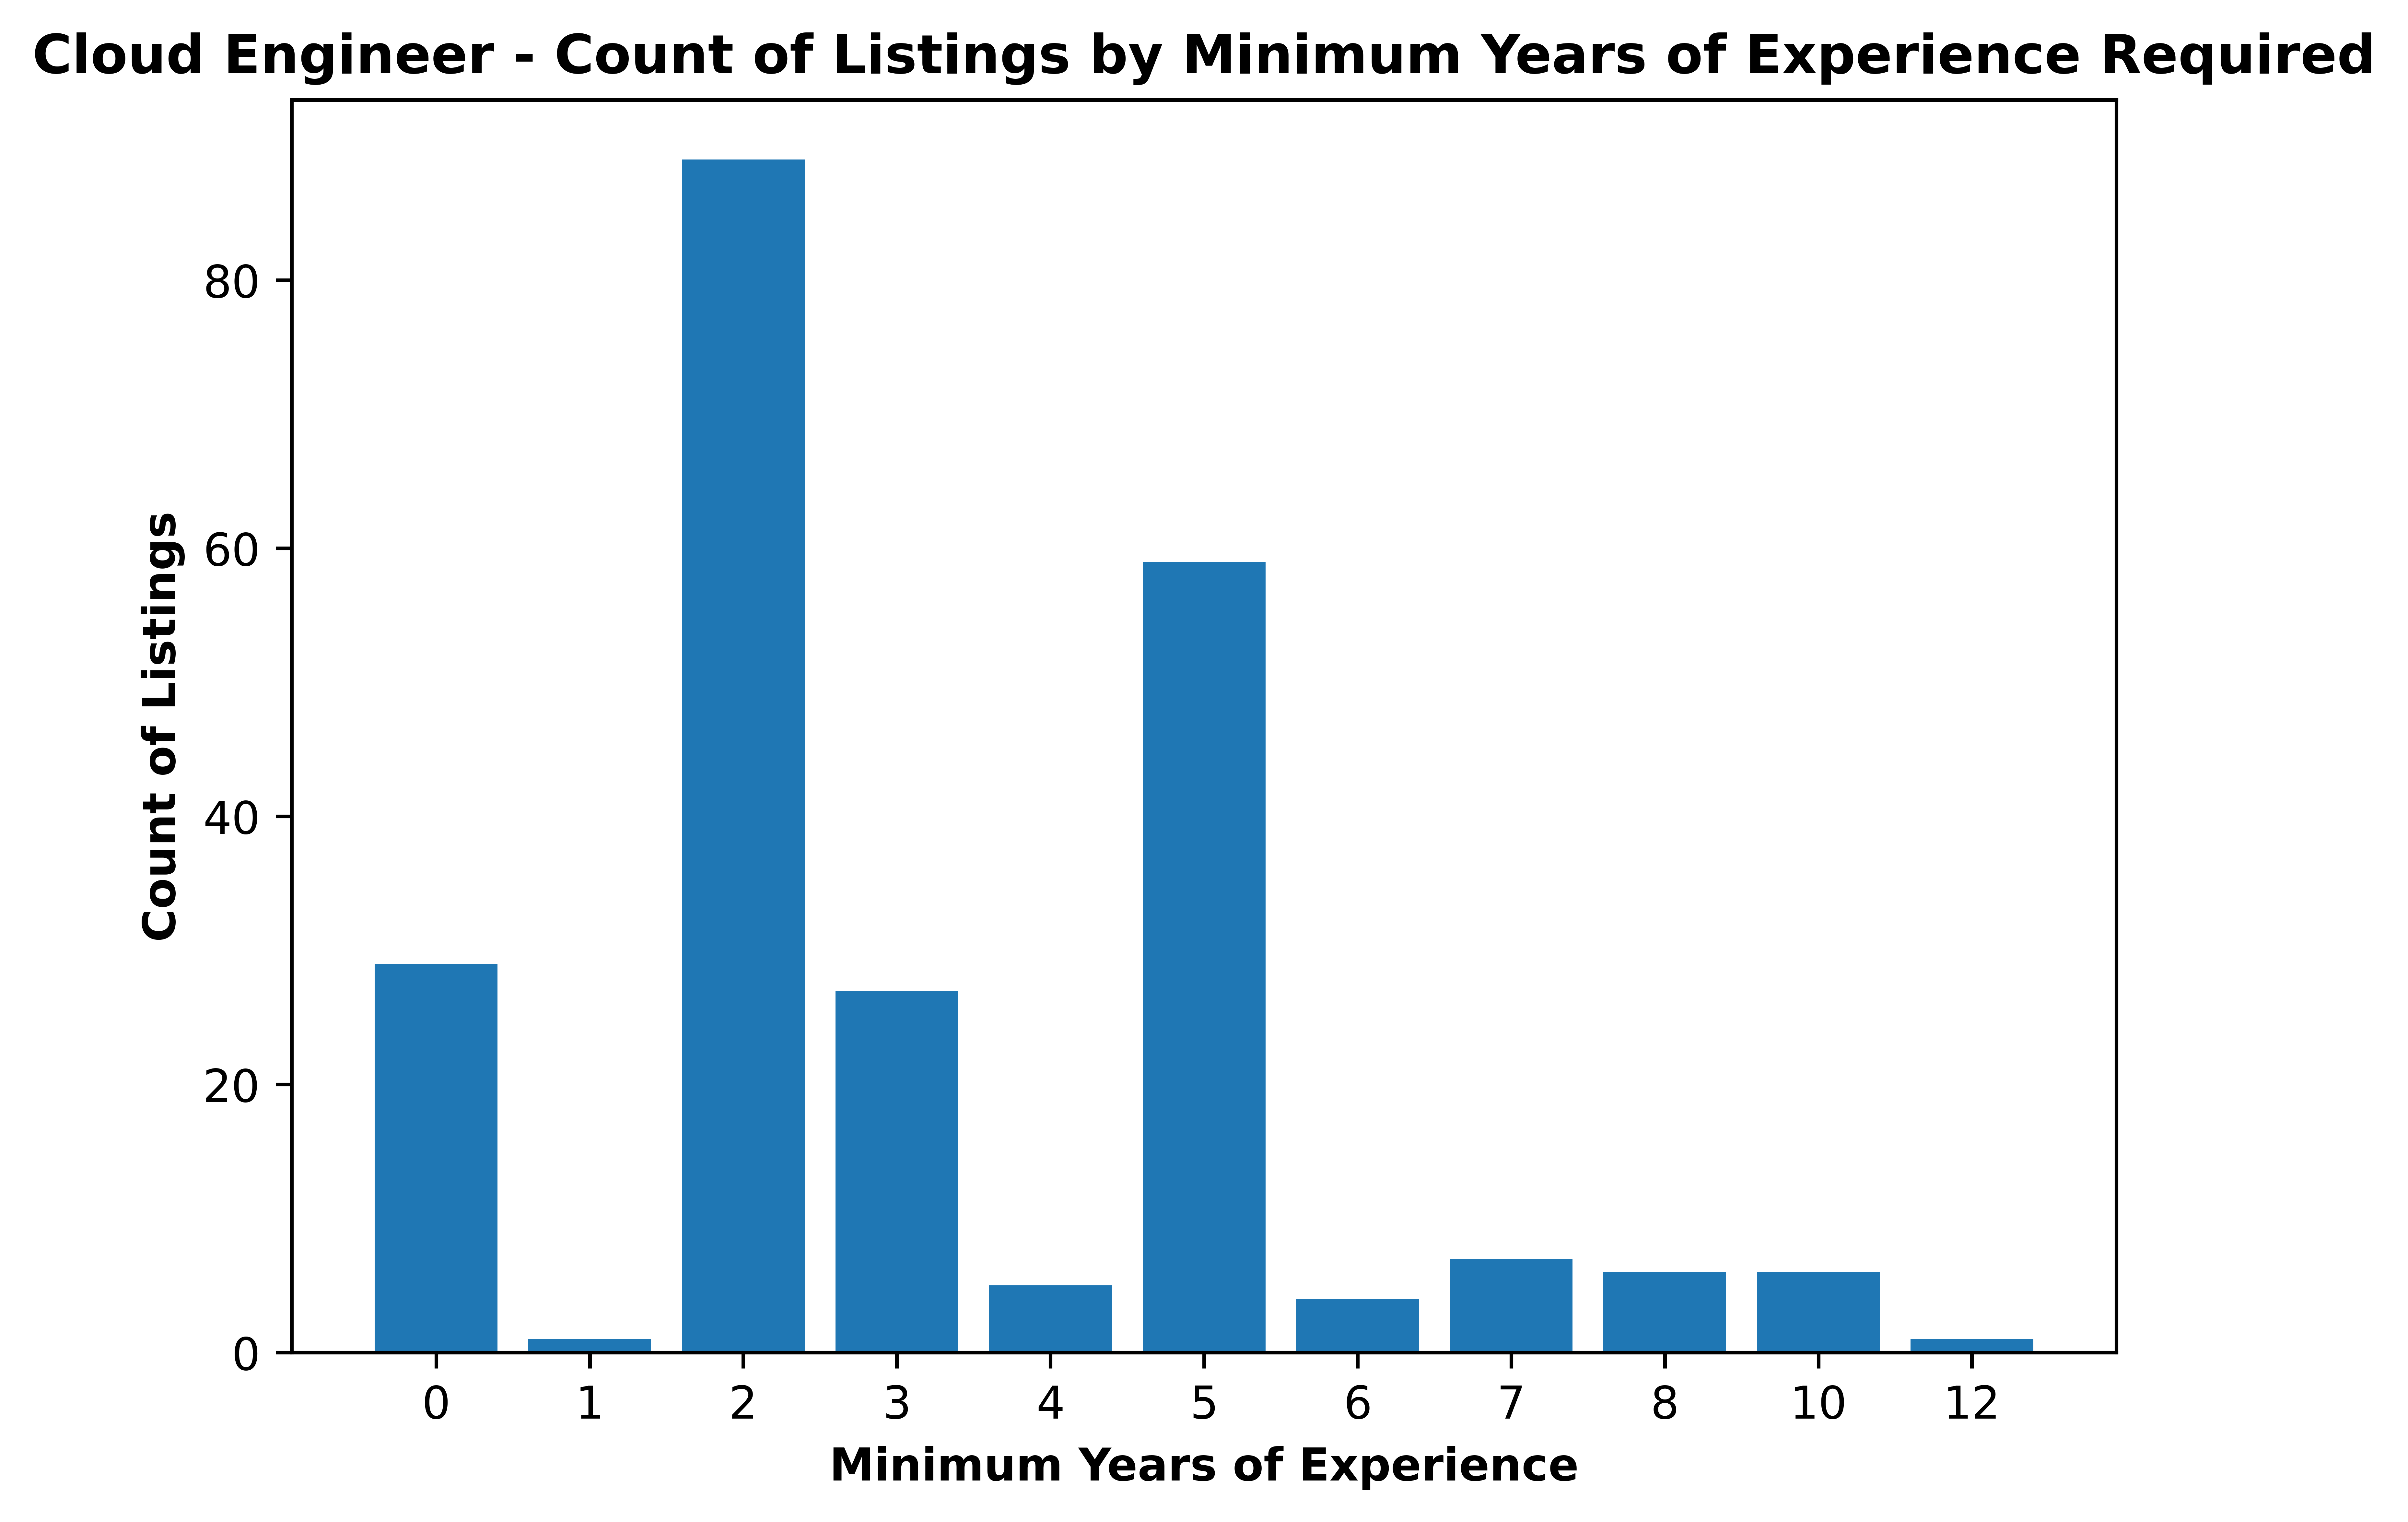 Cloud Engineer - Count of Listings by Minimum Years of Experience Required
Count of Listings
80
60
40
20
0
0 1 2 3 4 5 6 7 8 10 12
Minimum Years of Experience